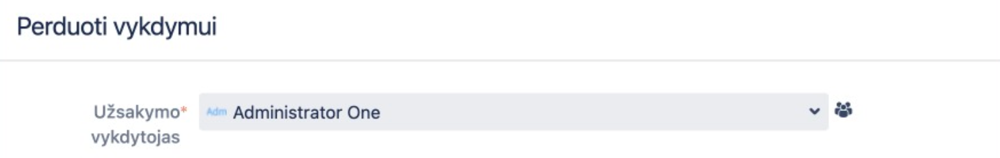 Perduoti vykdymui
Užsakymo* Adm Administrator One
vykdytojas